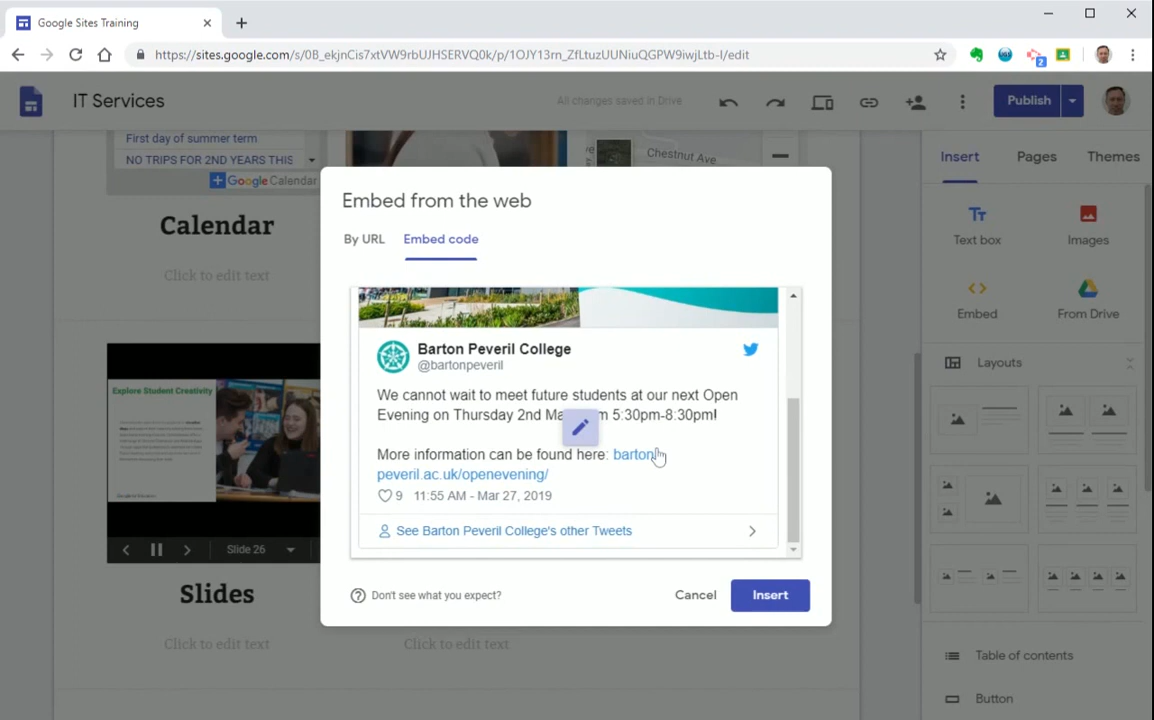 Google Sites Training
https://sites.google.com/s/0B_ekjnCis7xtVW9rbUJHSERVQ0k/p/1OJY13rn_ZfLtuzUUNiuQGPW9iwjLtb-I/edit
2
IT Services
All changes saved in Drive
Publish
First day of summer term
NO TRIPS FOR 2ND YEARS THIS
Google Calendar
Chestnut Ave
Insert
Pages
Themes
Calendar
Click to edit text
Embed from the web
By URL
Embed code
Text box
Images
Embed
From Drive
Layouts
Explore Student Creativity
Barton Peveril College
@bartonpeveril
We cannot wait to meet future students at our next Open
Evening on Thursday 2nd Ma m 5:30pm-8:30pm!
More information can be found here: barton
peveril.ac.uk/openevening/
9 11:55 AM - Mar 27, 2019
See Barton Peveril College's other Tweets
Slide 26
Slides
Click to edit text
Click to edit text
Don't see what you expect?
Cancel
Insert
Table of contents
Button